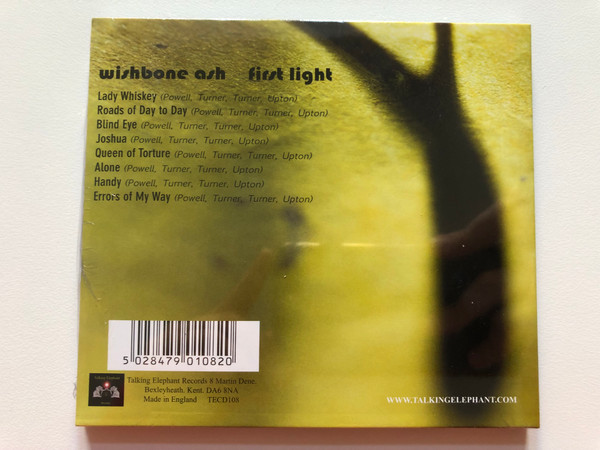 wishbone ash first light
Lady Whiskey (Powell, Turner, Turner, Upton)
Roads of Day to Day (Powell, Turner, Turner, Upton)
Blind Eye (Powell, Turner, Turner, Upton)
Joshua (Powell, Turner, Turner, Upton)
Queen of Torture (Powell, Turner, Turner, Upton)
Alone (Powell, Turner, Turner, Upton)
Handy (Powell, Turner, Turner, Upton)
Errors of My Way (Powell, Turner, Turner, Upton)
5 028479 010820
Talking Elephant Records 8 Martin Dene.
Bexleyheath. Kent. DA6 8NA
Made in England TECD108
WWW.TALKINGELEPHANT.COM